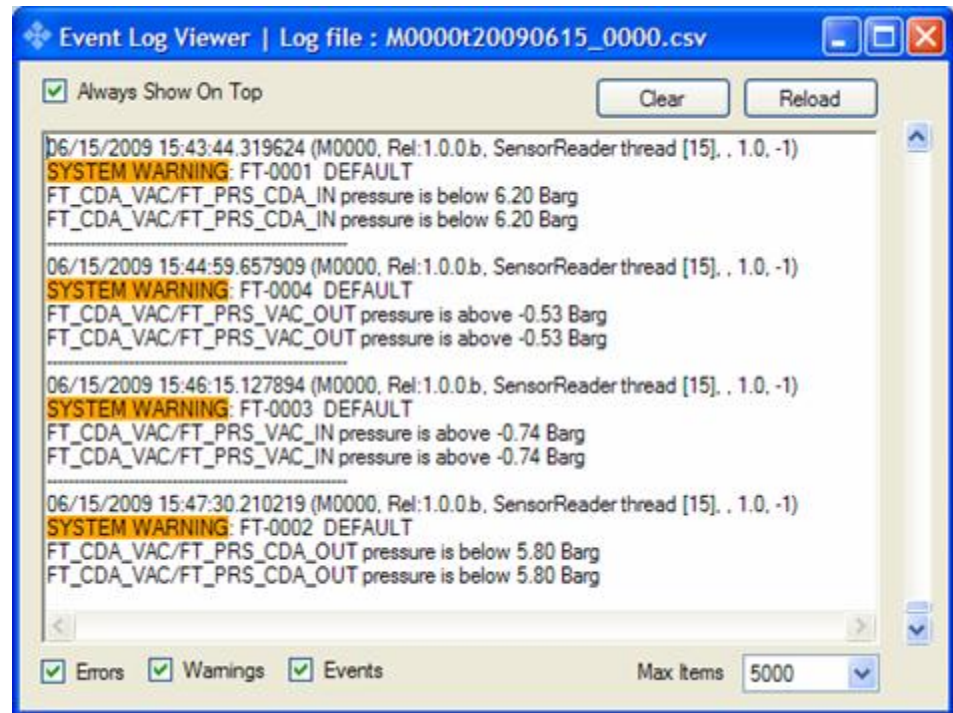 Event Log Viewer | Log file : M0000t20090615_0000.csv
Always Show On Top
Clear
Reload
06/15/2009 15:43:44.319624 (M0000, Rel:1.0.0.b, SensorReader thread [15], , 1.0, -1)
SYSTEM WARNING: FT-0001 DEFAULT
FT_CDA_VAC/FT_PRS_CDA_IN pressure is below 6.20 Barg
FT_CDA_VAC/FT_PRS_CDA_IN pressure is below 6.20 Barg
06/15/2009 15:44:59.657909 (M0000, Rel:1.0.0.b, SensorReader thread [15], , 1.0, -1)
SYSTEM WARNING: FT-0004 DEFAULT
FT_CDA_VAC/FT_PRS_VAC_OUT pressure is above -0.53 Barg
FT_CDA_VAC/FT_PRS_VAC_OUT pressure is above -0.53 Barg
06/15/2009 15:46:15.127894 (M0000, Rel:1.0.0.b, SensorReader thread [15], , 1.0, -1)
SYSTEM WARNING: FT-0003 DEFAULT
FT_CDA_VAC/FT_PRS_VAC_IN pressure is above -0.74 Barg
FT_CDA_VAC/FT_PRS_VAC_IN pressure is above -0.74 Barg
06/15/2009 15:47:30.210219 (M0000, Rel:1.0.0.b, SensorReader thread [15], , 1.0, -1)
SYSTEM WARNING: FT-0002 DEFAULT
FT_CDA_VAC/FT_PRS_CDA_OUT pressure is below 5.80 Barg
FT_CDA_VAC/FT_PRS_CDA_OUT pressure is below 5.80 Barg
Errors Warnings Events Max Items 5000